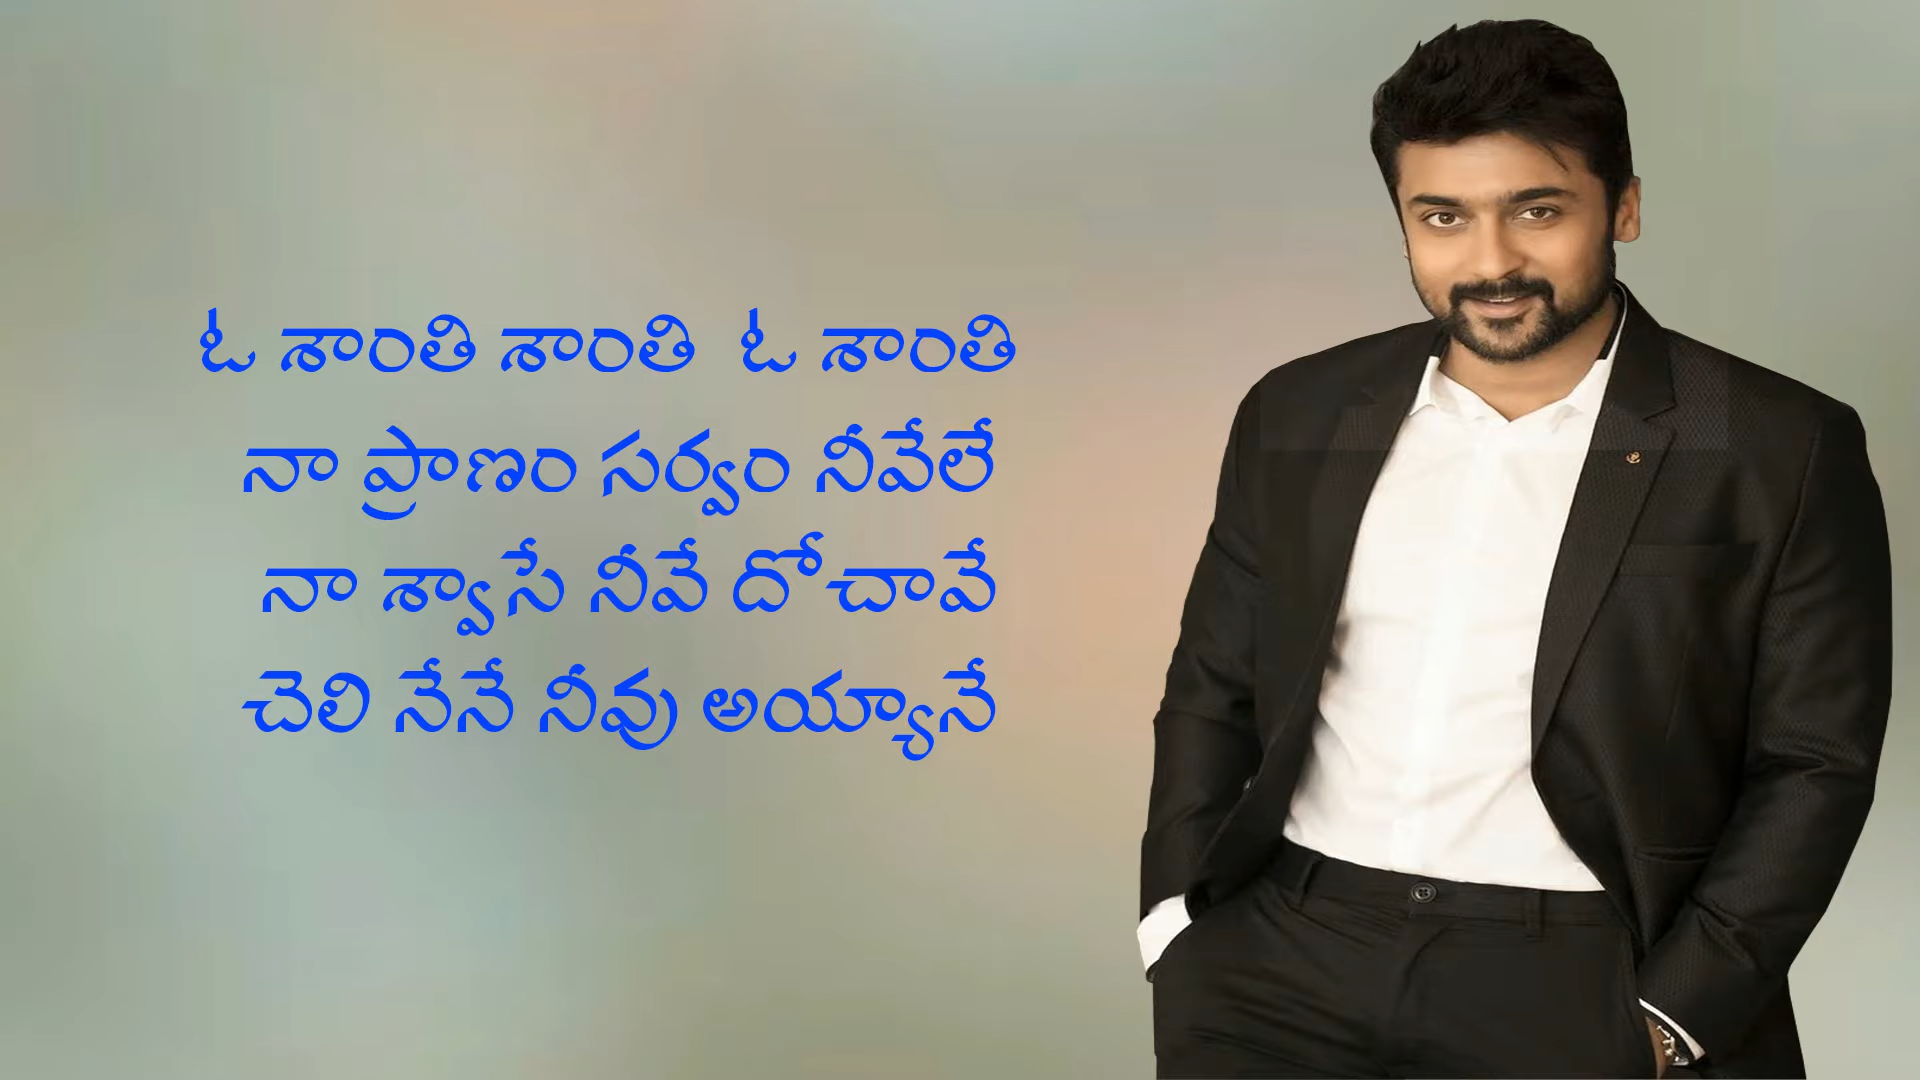 ఓ శాంతి శాంతి ఓ శాంతి
నా ప్రాణం సర్వం నీవేలే
నా శ్వాసే నీవే దోచావే
చెలి నేనే నీవు అయ్యానే